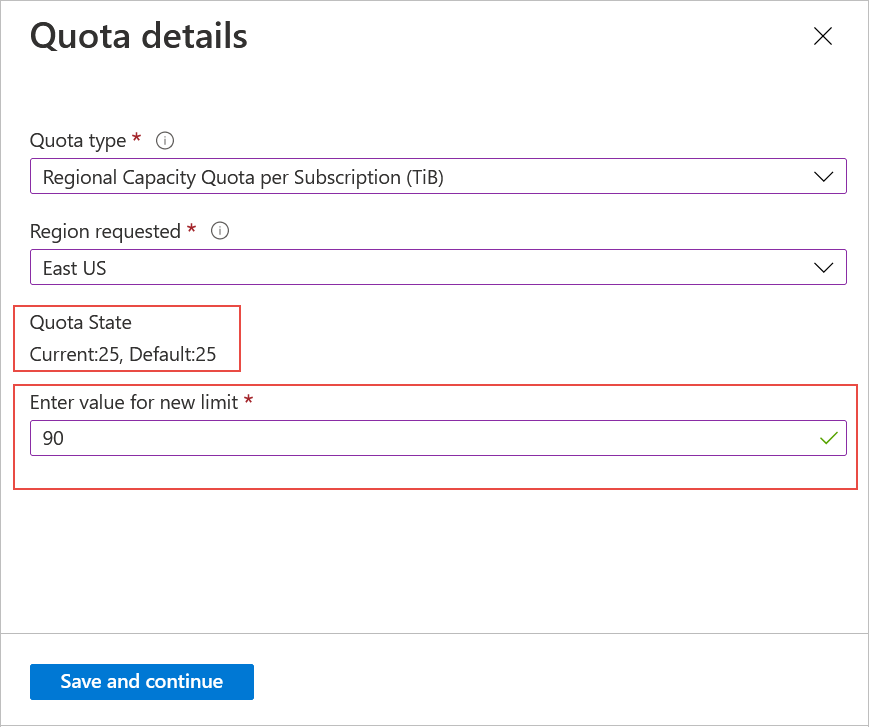 Quota details
Quota type *
Regional Capacity Quota per Subscription (TiB)
Region requested *
East US
Quota State
Current:25, Default:25
Enter value for new limit *
90
Save and continue